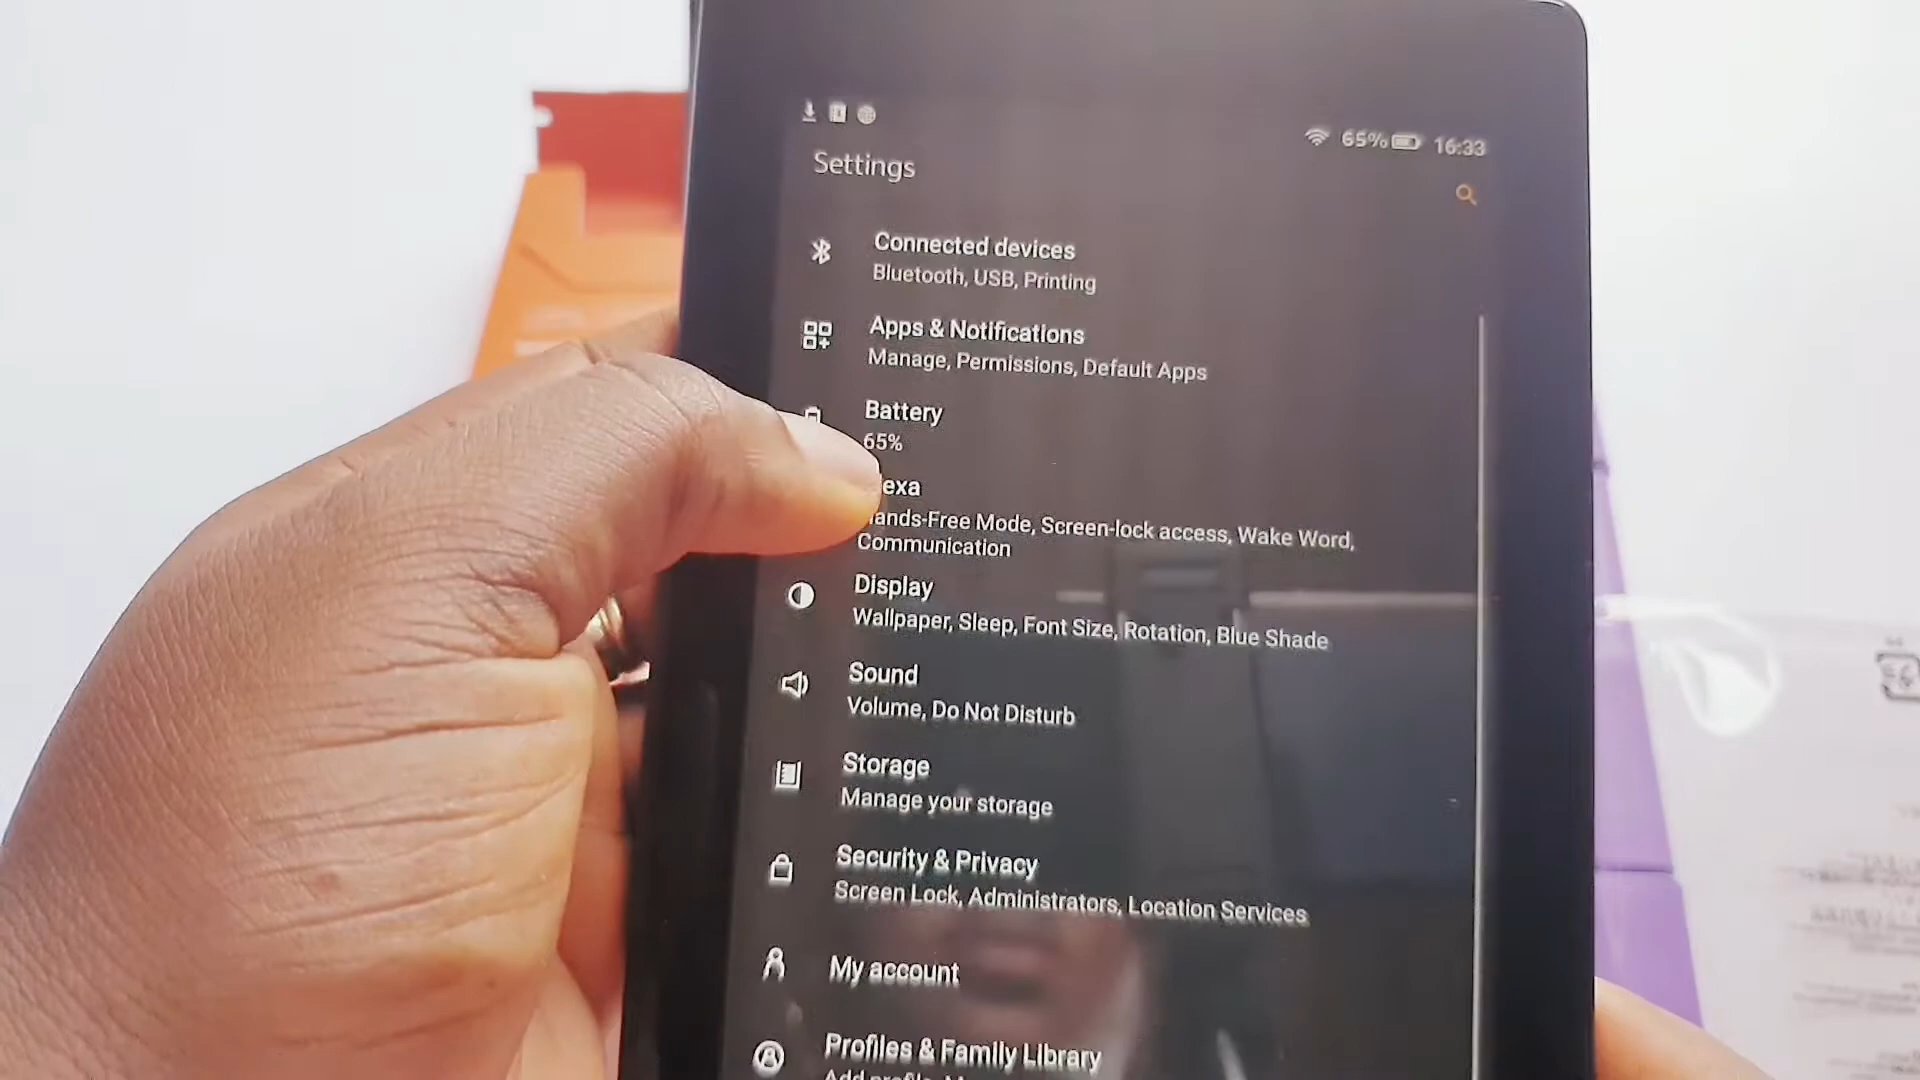 65% 16:33
Settings
Connected devices
Bluetooth, USB, Printing
Apps & Notifications
Manage, Permissions, Default Apps
Battery
65%
exa
ands-Free Mode, Screen-lock access, Wake Word,
Communication
Display
Wallpaper, Sleep, Font Size, Rotation, Blue Shade
Sound
Volume, Do Not Disturb
Storage
Manage your storage
Security & Privacy
Screen Lock, Administrators, Location Services
My account
Profiles & Family Library